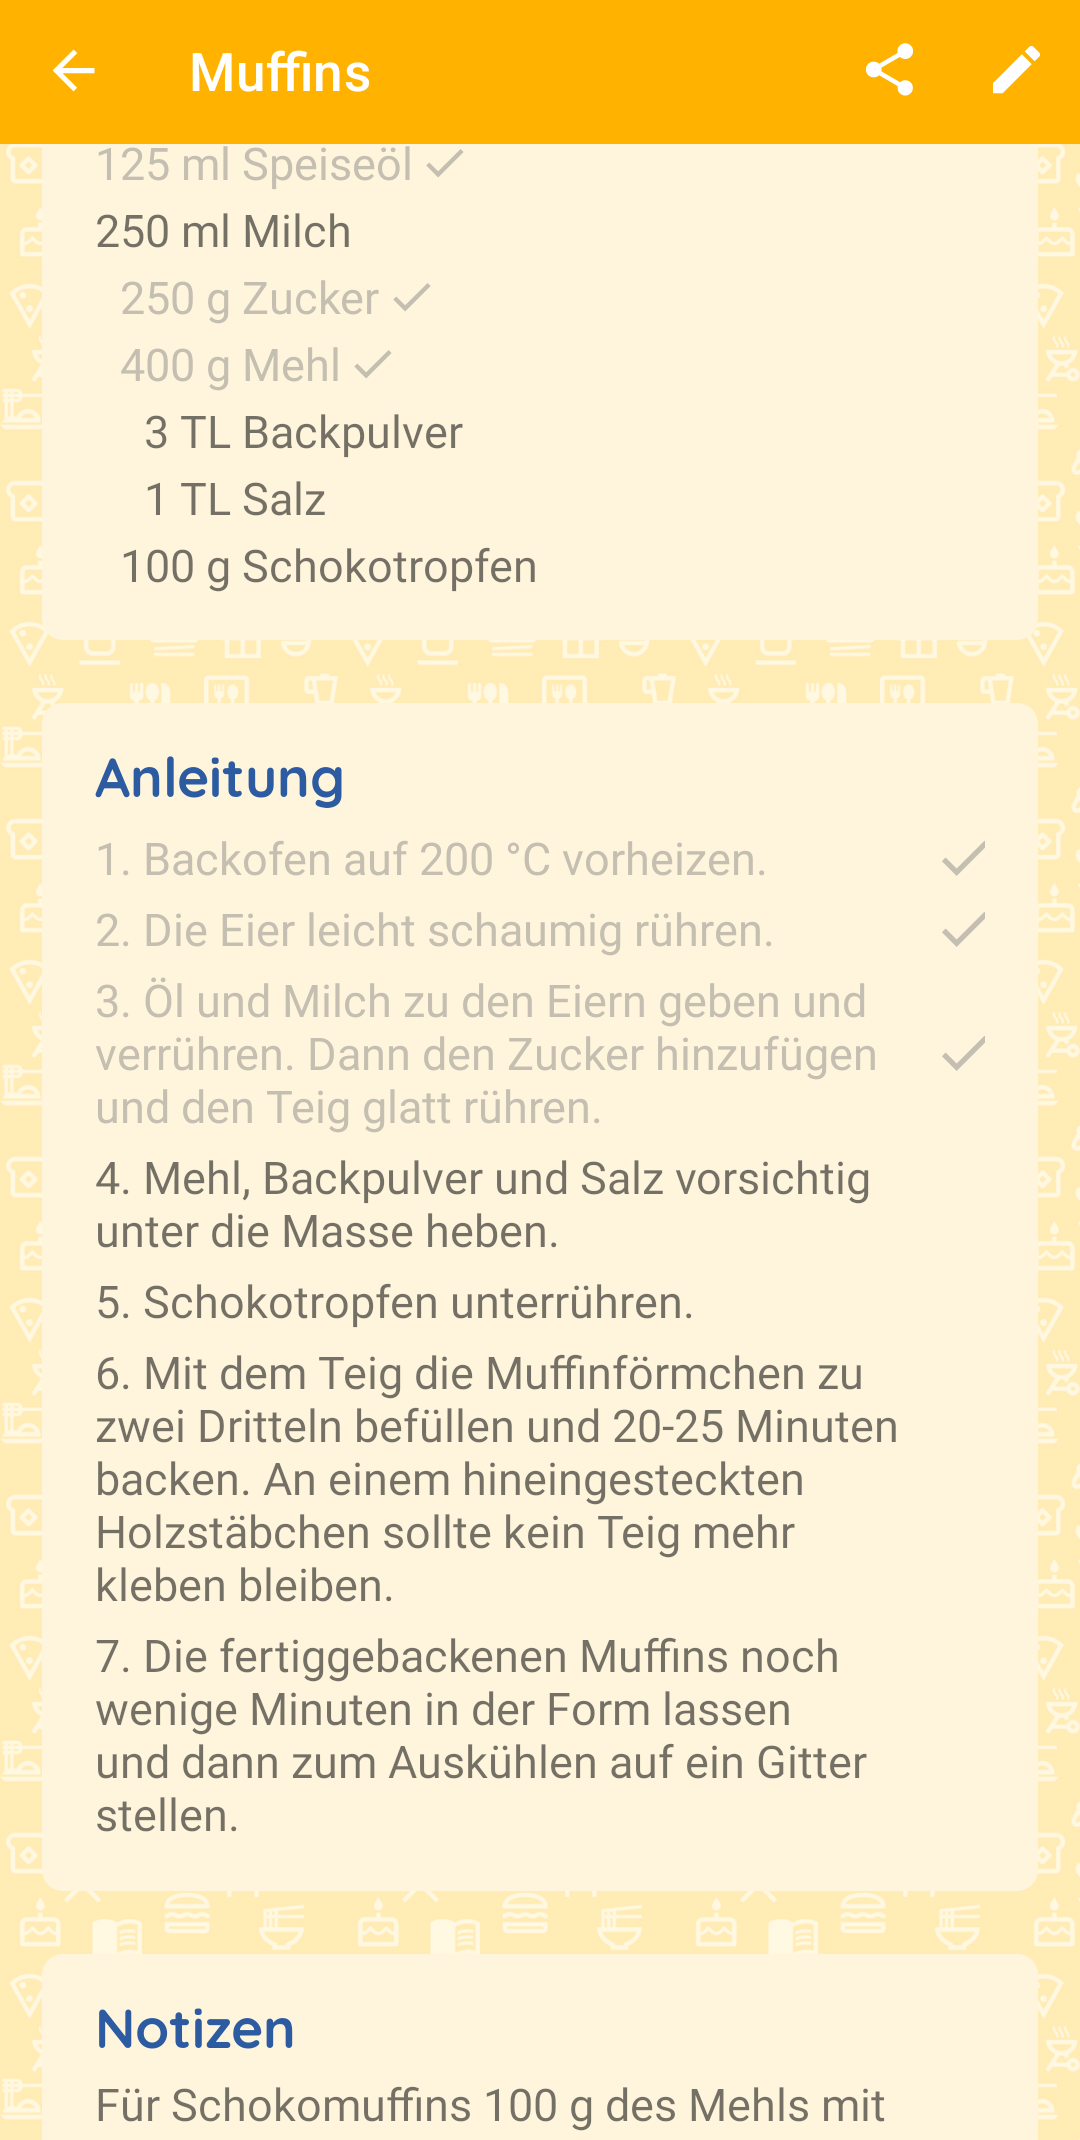 Muffins
125 ml Speiseöl
250 ml Milch
250 g Zucker
400 g Mehl
3 TL Backpulver
1 TL Salz
100 g Schokotropfen
Anleitung
1. Backofen auf 200 °C vorheizen.
2. Die Eier leicht schaumig rühren.
3. Öl und Milch zu den Eiern geben und
verrühren. Dann den Zucker hinzufügen
und den Teig glatt rühren.
4. Mehl, Backpulver und Salz vorsichtig
unter die Masse heben.
5. Schokotropfen unterrühren.
6. Mit dem Teig die Muffinförmchen zu
zwei Dritteln befüllen und 20-25 Minuten
backen. An einem hineingesteckten
Holzstäbchen sollte kein Teig mehr
kleben bleiben.
7. Die fertiggebackenen Muffins noch
wenige Minuten in der Form lassen
und dann zum Auskühlen auf ein Gitter
stellen.
Notizen
Für Schokomuffins 100 g des Mehls mit